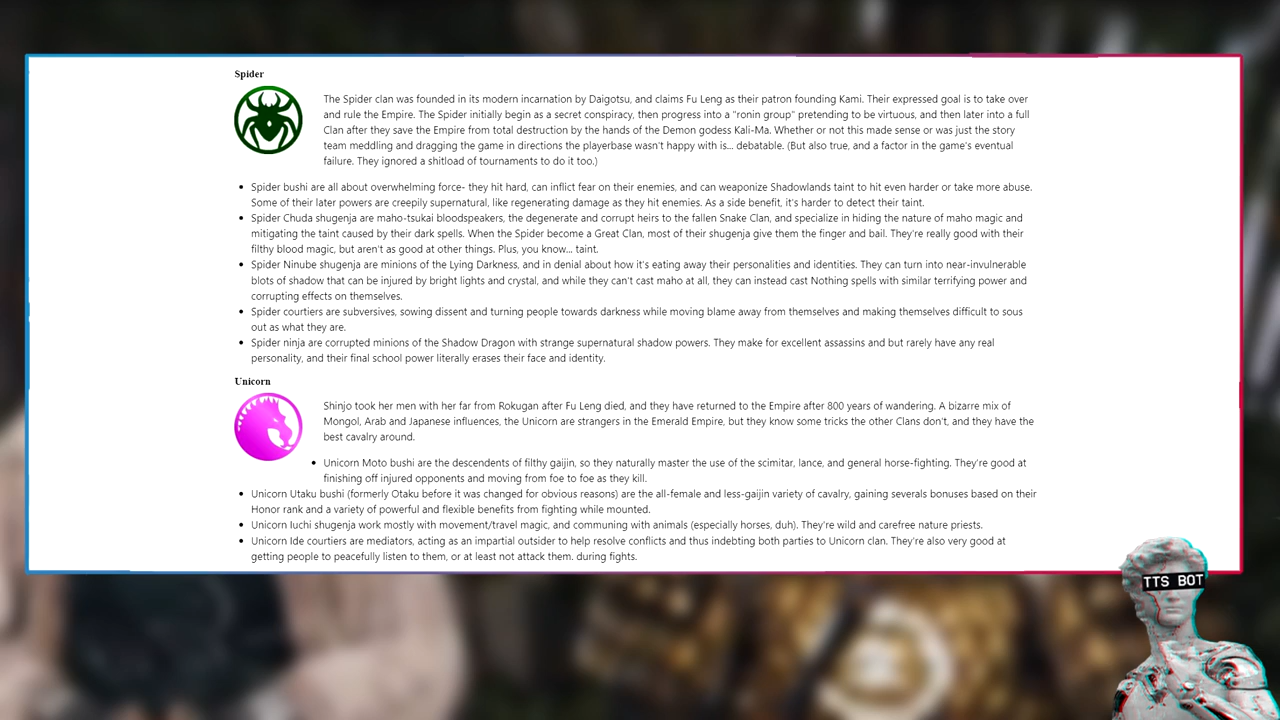 Spider
The Spider clan was founded in its modern incarnation by Daigotsu, and claims Fu Leng as their patron founding Kami. Their expressed goal is to take over
and rule the Empire. The Spider initially begin as a secret conspiracy, then progress into a "ronin group" pretending to be virtuous, and then later into a full
Clan after they save the Empire from total destruction by the hands of the Demon godess Kali-Ma. Whether or not this made sense or was just the story
team meddling and dragging the game in directions the playerbase wasn't happy with is... debatable. (But also true, and a factor in the game's eventual
failure. They ignored a shitload of tournaments to do it too.)
• Spider bushi are all about overwhelming force- they hit hard, can inflict fear on their enemies, and can weaponize Shadowlands taint to hit even harder or take more abuse.
Some of their later powers are creepily supernatural, like regenerating damage as they hit enemies. As a side benefit, it's harder to detect their taint.
• Spider Chuda shugenja are maho-tsukai bloodspeakers, the degenerate and corrupt heirs to the fallen Snake Clan, and specialize in hiding the nature of maho magic and
mitigating the taint caused by their dark spells. When the Spider become a Great Clan, most of their shugenja give them the finger and bail. They're really good with their
filthy blood magic, but aren't as good at other things. Plus, you know... taint.
• Spider Ninube shugenja are minions of the Lying Darkness, and in denial about how it's eating away their personalities and identities. They can turn into near-invulnerable
blots of shadow that can be injured by bright lights and crystal, and while they can't cast maho at all, they can instead cast Nothing spells with similar terrifying power and
corrupting effects on themselves.
• Spider courtiers are subversives, sowing dissent and turning people towards darkness while moving blame away from themselves and making themselves difficult to sous
out as what they are.
• Spider ninja are corrupted minions of the Shadow Dragon with strange supernatural shadow powers. They make for excellent assassins and but rarely have any real
personality, and their final school power literally erases their face and identity.
Unicorn
Shinjo took her men with her far from Rokugan after Fu Leng died, and they have returned to the Empire after 800 years of wandering. A bizarre mix of
Mongol, Arab and Japanese influences, the Unicorn are strangers in the Emerald Empire, but they know some tricks the other Clans don't, and they have the
best cavalry around.
• Unicorn Moto bushi are the descendents of filthy gaijin, so they naturally master the use of the scimitar, lance, and general horse-fighting. They're good at
finishing off injured opponents and moving from foe to foe as they kill.
• Unicorn Utaku bushi (formerly Otaku before it was changed for obvious reasons) are the all-female and less-gaijin variety of cavalry, gaining severals bonuses based on their
Honor rank and a variety of powerful and flexible benefits from fighting while mounted.
• Unicorn Iuchi shugenja work mostly with movement/travel magic, and communing with animals (especially horses, duh). They're wild and carefree nature priests.
• Unicorn Ide courtiers are mediators, acting as an impartial outsider to help resolve conflicts and thus indebting both parties to Unicorn clan. They're also very good at
getting people to peacefully listen to them, or at least not attack them. during fights.
TTS BOT